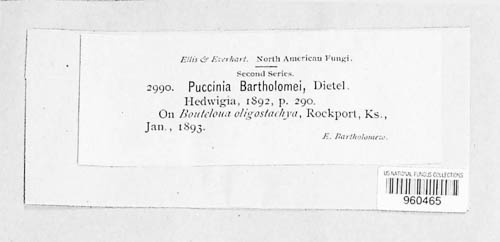 Ellis & Everhart. North American Fungi.
Second Series.
2990. Puccinia Bartholomei, Dietel.
Hedwigia, 1892, p. 290.
On Bouteloua oligostachya, Rockport, Ks.,
Jan., 1893.
E. Bartholomew.
US NATIONAL FUNGUS COLLECTIONS
960465